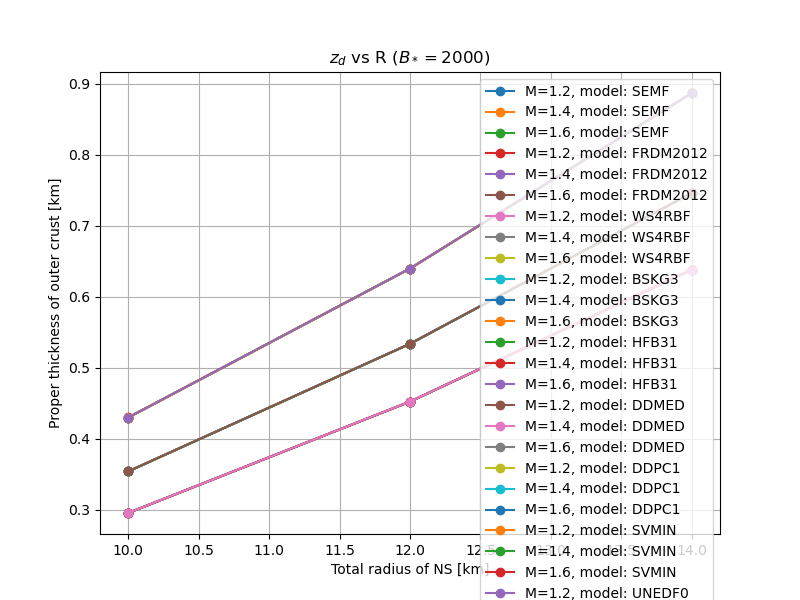 z_d vs R (B_* = 2000)
0.9
0.8
0.7
0.6
0.5
0.4
0.3
Proper thickness of outer crust [km]
10.0 10.5 11.0 11.5 12.0 12.5 14.0
Total radius of NS [km]
M=1.2, model: SEMF
M=1.4, model: SEMF
M=1.6, model: SEMF
M=1.2, model: FRDM2012
M=1.4, model: FRDM2012
M=1.6, model: FRDM2012
M=1.2, model: WS4RBF
M=1.4, model: WS4RBF
M=1.6, model: WS4RBF
M=1.2, model: BSKG3
M=1.4, model: BSKG3
M=1.6, model: BSKG3
M=1.2, model: HFB31
M=1.4, model: HFB31
M=1.6, model: HFB31
M=1.2, model: DDMED
M=1.4, model: DDMED
M=1.6, model: DDMED
M=1.2, model: DDPC1
M=1.4, model: DDPC1
M=1.6, model: DDPC1
M=1.2, model: SVMIN
M=1.4, model: SVMIN
M=1.6, model: SVMIN
M=1.2, model: UNEDF0